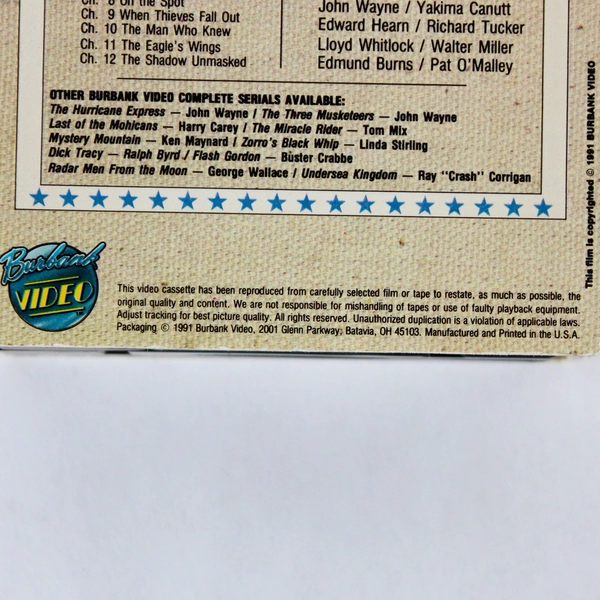 Ch. 8 On the Spot
Ch. 9 When Thieves Fall Out
Ch. 10 The Man Who Knew
Ch. 11 The Eagle's Wings
Ch. 12 The Shadow Unmasked
John Wayne / Yakima Canutt
Edward Hearn / Richard Tucker
Lloyd Whitlock / Walter Miller
Edmund Burns / Pat O'Malley
OTHER BURBANK VIDEO COMPLETE SERIALS AVAILABLE:
The Hurricane Express — John Wayne / The Three Musketeers — John Wayne
Last of the Mohicans — Harry Carey / The Miracle Rider — Tom Mix
Mystery Mountain — Ken Maynard / Zorro's Black Whip — Linda Stirling
Dick Tracy — Ralph Byrd / Flash Gordon — Buster Crabbe
Radar Men From the Moon — George Wallace / Undersea Kingdom — Ray "Crash" Corrigan
This film is copyrighted © 1991 BURBANK VIDEO
Burbank
VIDEO
This video cassette has been reproduced from carefully selected film or tape to restate, as much as possible, the
original quality and content. We are not responsible for mishandling of tapes or use of faulty playback equipment.
Adjust tracking for best picture quality. All rights reserved. Unauthorized duplication is a violation of applicable laws.
Packaging © 1991 Burbank Video, 2001 Glenn Parkway; Batavia, OH 45103. Manufactured and Printed in the U.S.A.